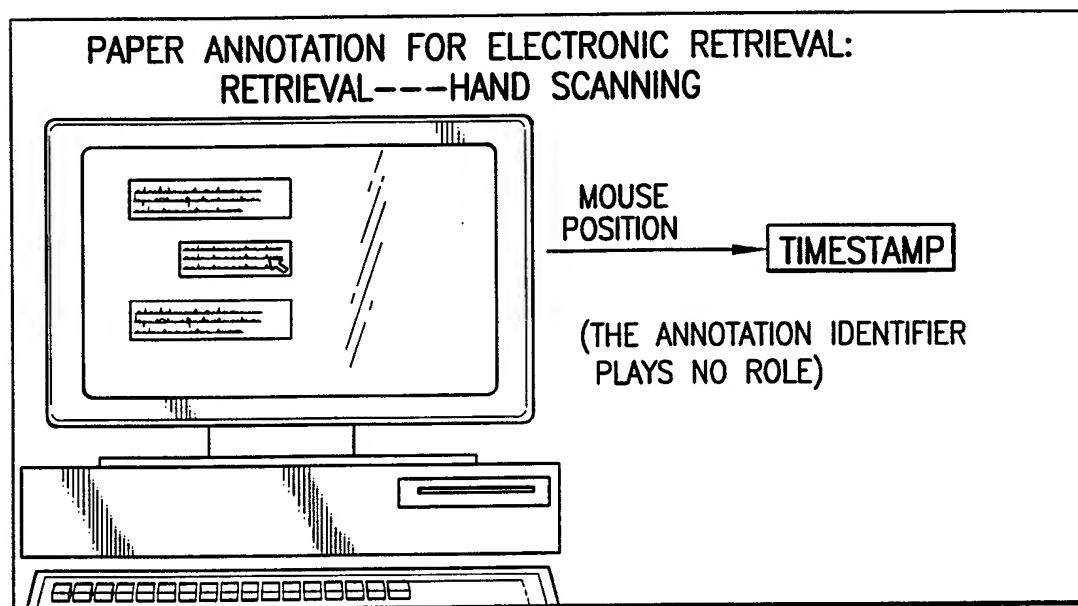 PAPER ANNOTATION FOR ELECTRONIC RETRIEVAL:
RETRIEVAL---HAND SCANNING
MOUSE
POSITION
TIMESTAMP
(THE ANNOTATION IDENTIFIER
PLAYS NO ROLE)